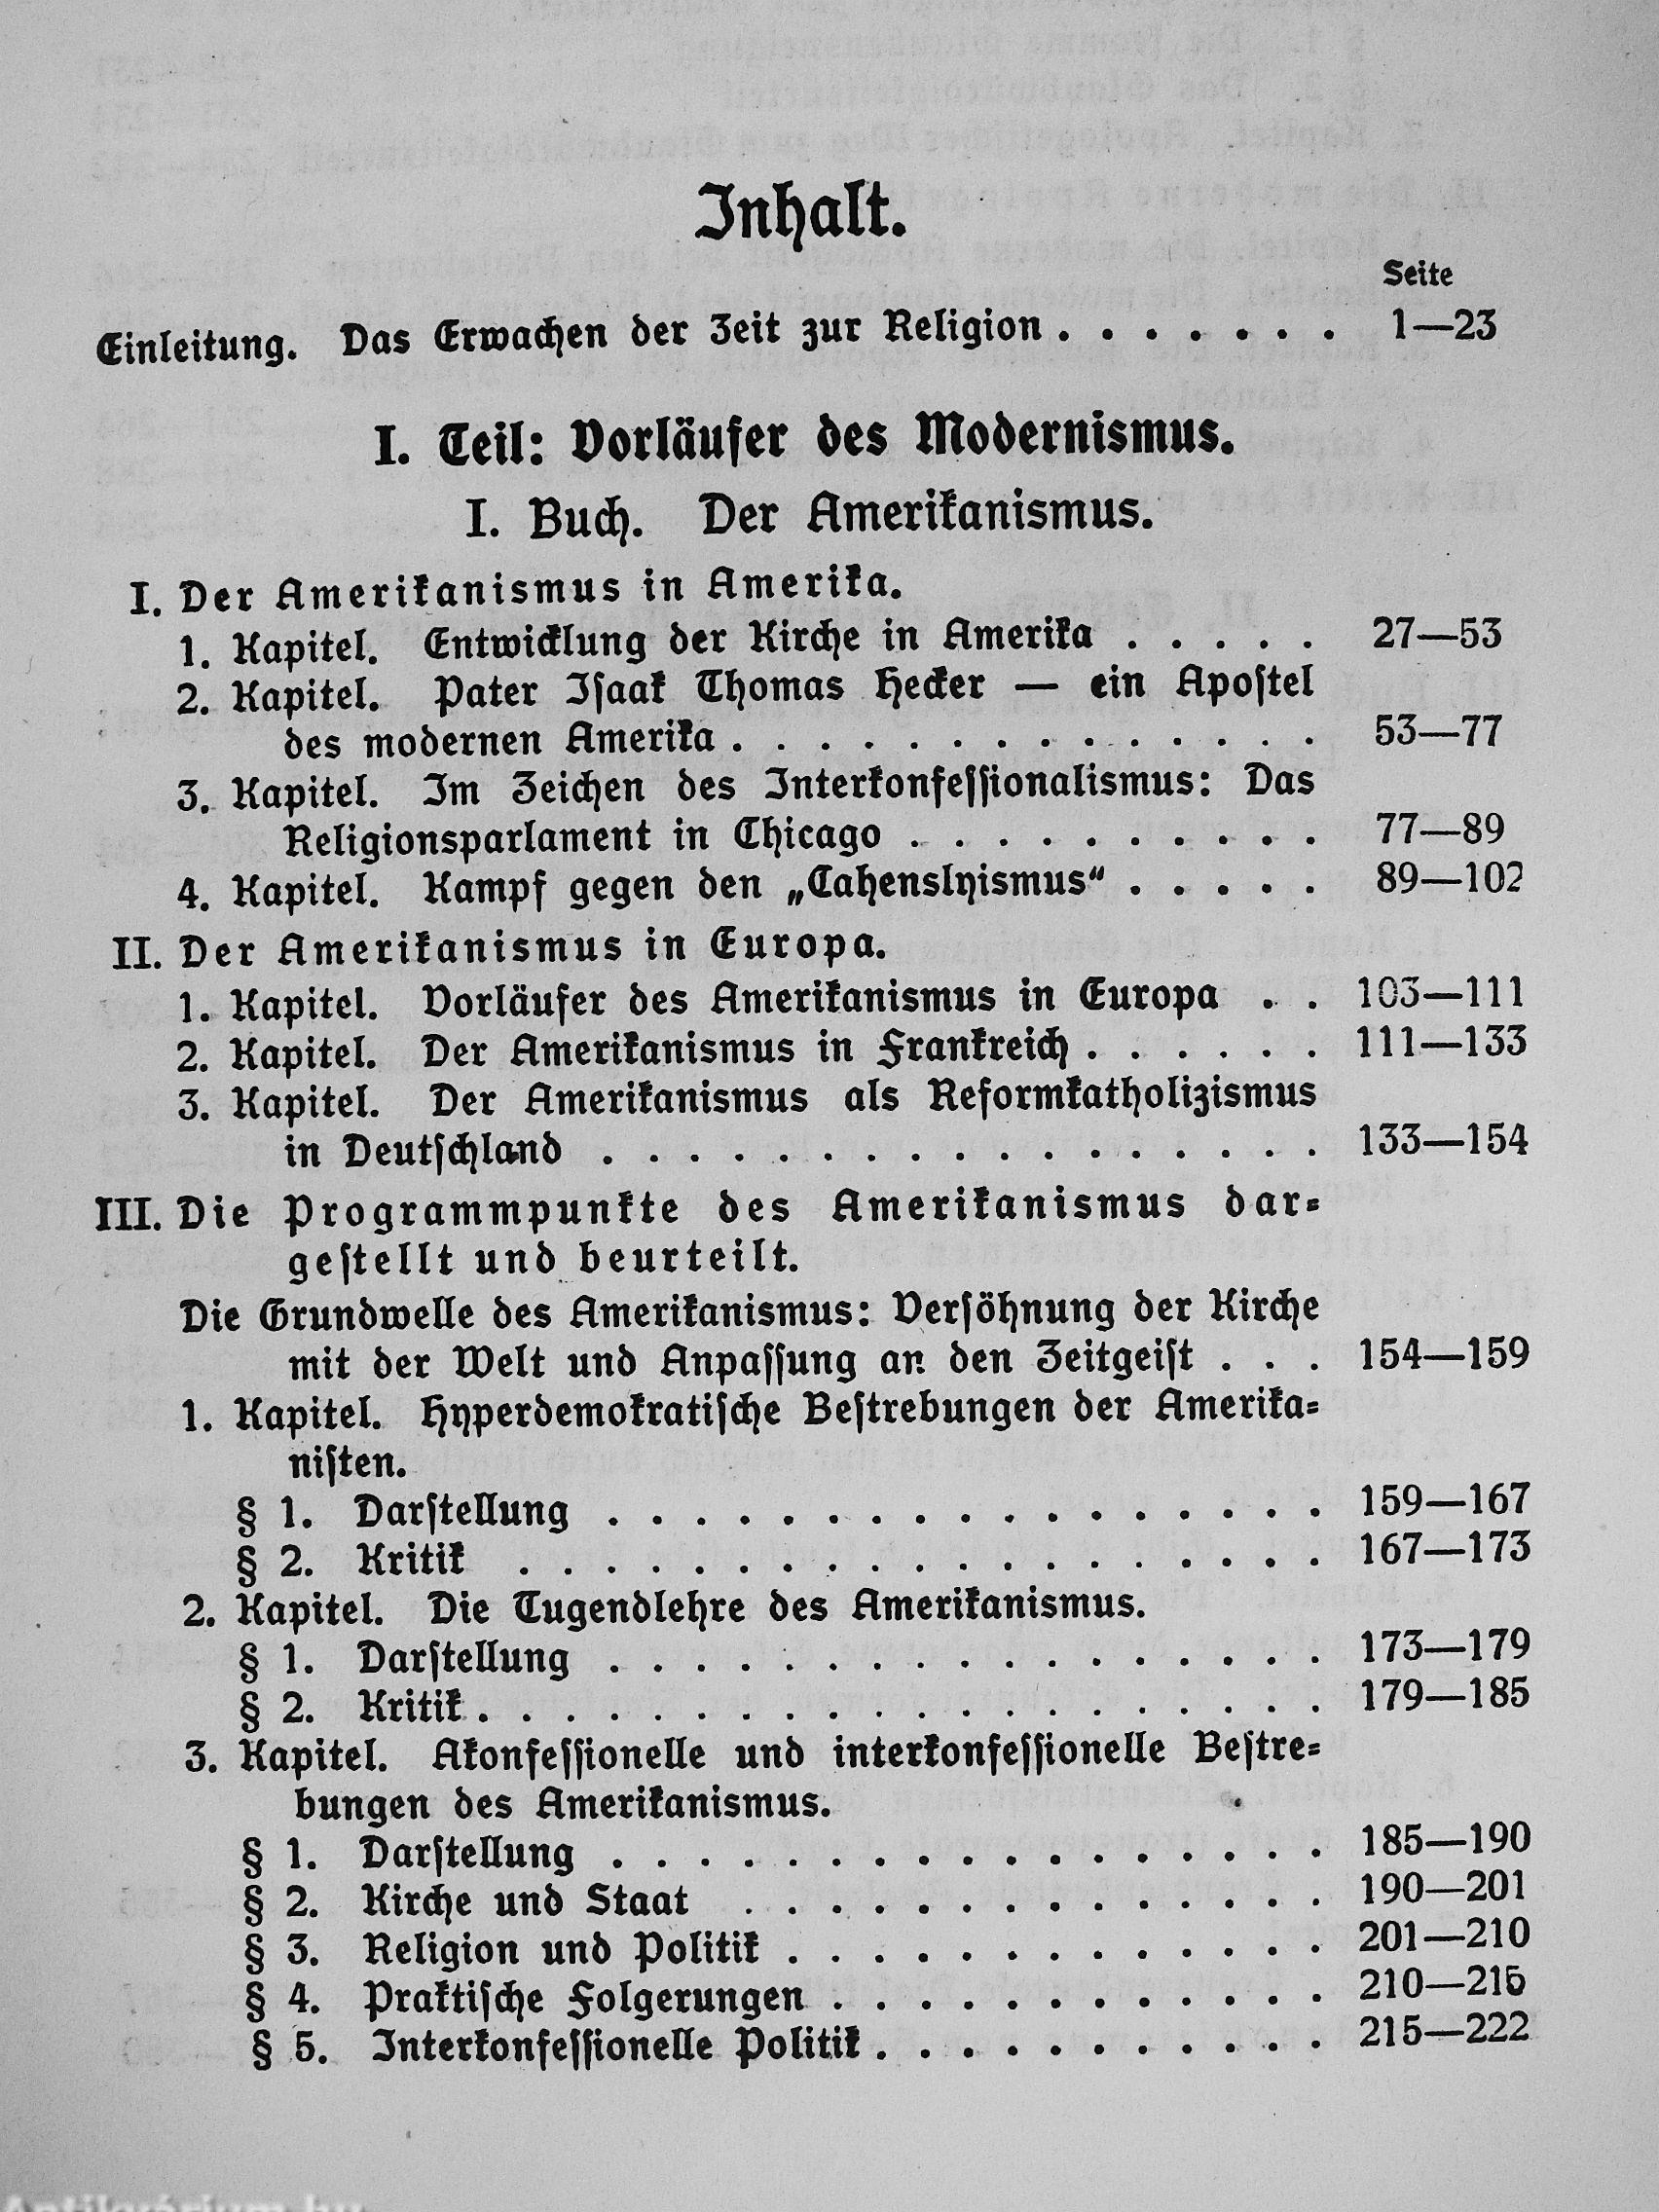 Inhalt.
Seite
Einleitung. Das Erwachen der Zeit zur Religion . . . . . . . 1—23
I. Teil: Vorläufer des Modernismus.
I. Buch. Der Amerikanismus.
I. Der Amerikanismus in Amerika.
1. Kapitel. Entwicklung der Kirche in Amerika . . . . . 27—53
2. Kapitel. Pater Iſaak Thomas Hecker — ein Apoſtel
des modernen Amerika . . . . . . . . . . . . . . 53—77
3. Kapitel. Im Zeichen des Interkonfeſſionalismus: Das
Religionsparlament in Chicago . . . . . . . . . . 77—89
4. Kapitel. Kampf gegen den „Cahenslyismus“ . . . . . 89—102
II. Der Amerikanismus in Europa.
1. Kapitel. Vorläufer des Amerikanismus in Europa . . 103—111
2. Kapitel. Der Amerikanismus in Frankreich . . . . . . 111—133
3. Kapitel. Der Amerikanismus als Reformkatholizismus
in Deutſchland . . . . . . . . . . . . . . . . . 133—154
III. Die Programmpunkte des Amerikanismus dar⸗
geſtellt und beurteilt.
Die Grundwelle des Amerikanismus: Verſöhnung der Kirche
mit der Welt und Anpaſſung an den Zeitgeiſt . . . 154—159
1. Kapitel. Hyperdemokratiſche Beſtrebungen der Amerika⸗
niſten.
§ 1. Darſtellung . . . . . . . . . . . . . . . . . 159—167
§ 2. Kritik . . . . . . . . . . . . . . . . . . . 167—173
2. Kapitel. Die Tugendlehre des Amerikanismus.
§ 1. Darſtellung . . . . . . . . . . . . . . . . . 173—179
§ 2. Kritik . . . . . . . . . . . . . . . . . . . . 179—185
3. Kapitel. Akonfeſſionelle und interkonfeſſionelle Beſtre⸗
bungen des Amerikanismus.
§ 1. Darſtellung . . . . . . . . . . . . . . . . . 185—190
§ 2. Kirche und Staat . . . . . . . . . . . . . . 190—201
§ 3. Religion und Politik . . . . . . . . . . . . . 201—210
§ 4. Praktiſche Folgerungen . . . . . . . . . . . . 210—215
§ 5. Interkonfeſſionelle Politik . . . . . . . . . . . 215—222
Antikvárium.hu